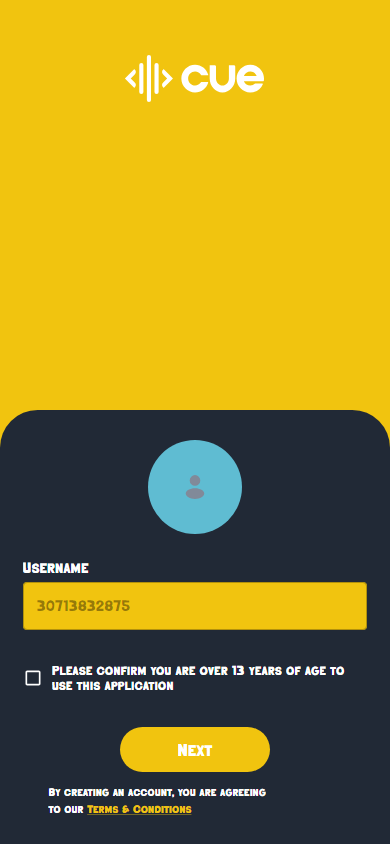 cue
Username
30713832875
Please confirm you are over 13 years of age to
use this application
Next
By creating an account, you are agreeing
to our Terms & Conditions